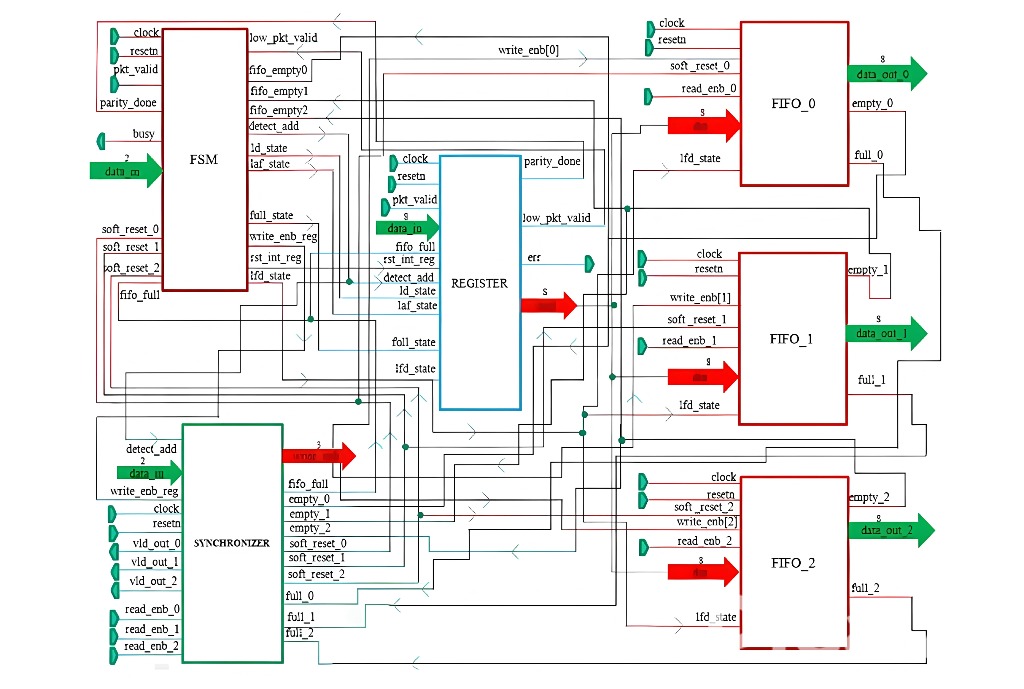 clock
resetn
pkt_valid
parity_done
busy
2
data_in
soft_reset_0
soft_reset_1
soft_reset_2
fifo_full
FSM
low_pkt_valid
fifo_empty0
fifo_empty1
fifo_empty2
detect_add
ld_state
laf_state
full_state
write_enb_reg
rst_int_reg
lfd_state
clock
resetn
pkt_valid
8
data_in
fifo_full
rst_int_reg
detect_add
ld_state
laf_state
full_state
lfd_state
REGISTER
parity_done
low_pkt_valid
err
8
detect_add
2
data_in
write_enb_reg
clock
resetn
vld_out_0
vld_out_1
vld_out_2
read_enb_0
read_enb_1
read_enb_2
SYNCHRONIZER
3
fifo_full
empty_0
empty_1
empty_2
soft_reset_0
soft_reset_1
soft_reset_2
full_0
full_1
full_2
clock
resetn
write_enb[0]
soft_reset_0
read_enb_0
8
lfd_state
FIFO_0
8
data_out_0
empty_0
full_0
clock
resetn
write_enb[1]
soft_reset_1
read_enb_1
8
lfd_state
FIFO_1
empty_1
8
data_out_1
full_1
clock
resetn
soft_reset_2
write_enb[2]
read_enb_2
8
lfd_state
FIFO_2
empty_2
8
data_out_2
full_2